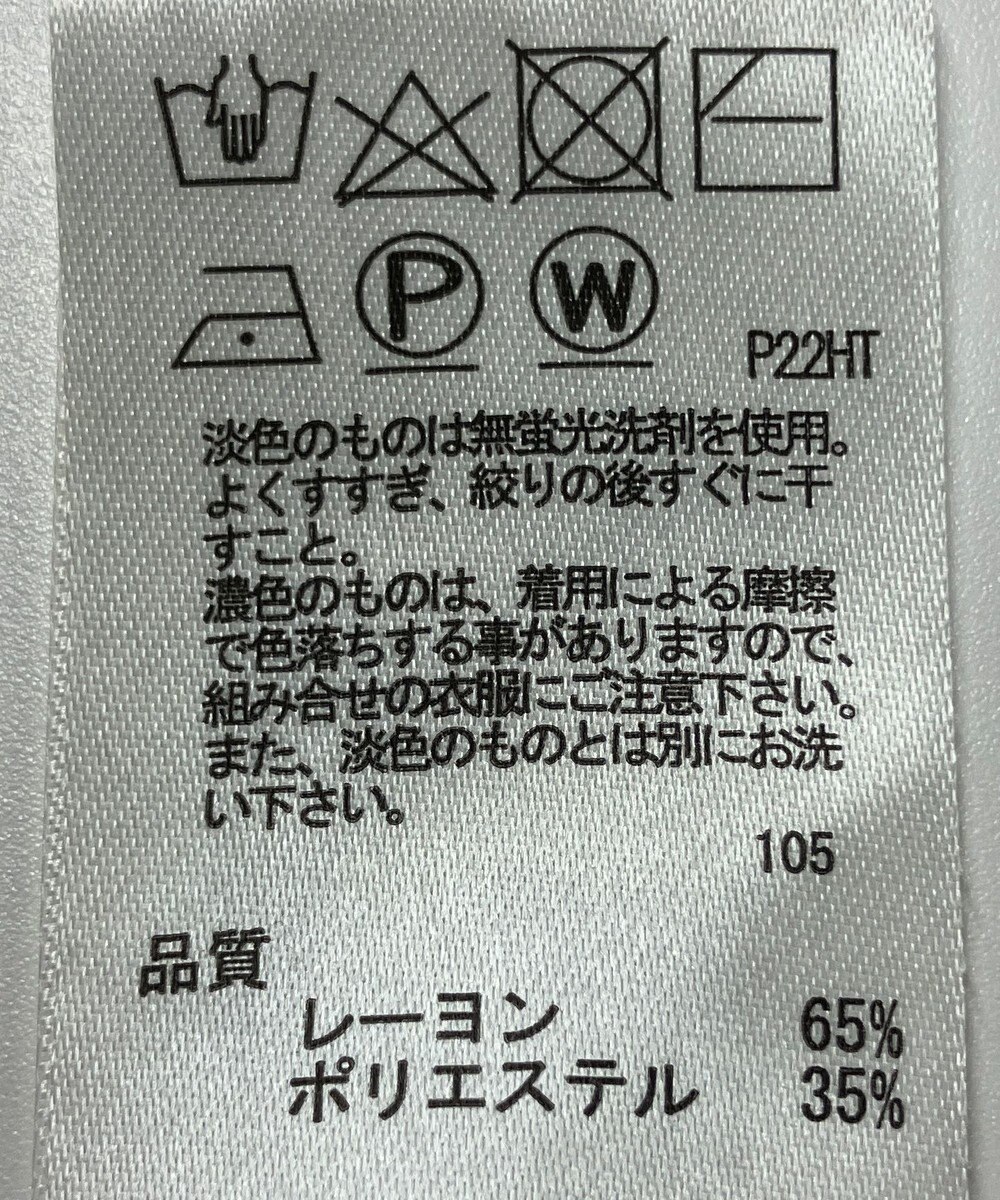 P W
P22HT
淡色のものは無蛍光洗剤を使用。
よくすすぎ、絞りの後すぐに干
すこと。
濃色のものは、着用による摩擦
で色落ちする事がありますので、
組み合せの衣服にご注意下さい。
また、淡色のものとは別にお洗
い下さい。
105
品質
レーヨン 65%
ポリエステル 35%